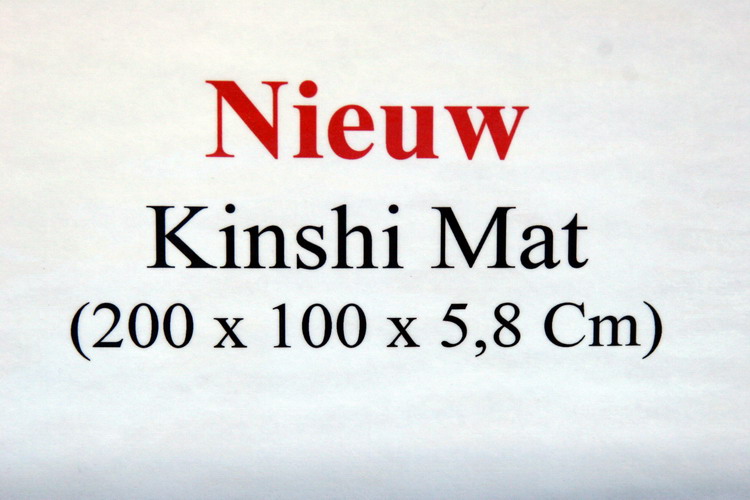 Nieuw
Kinshi Mat
(200 x 100 x 5,8 Cm)